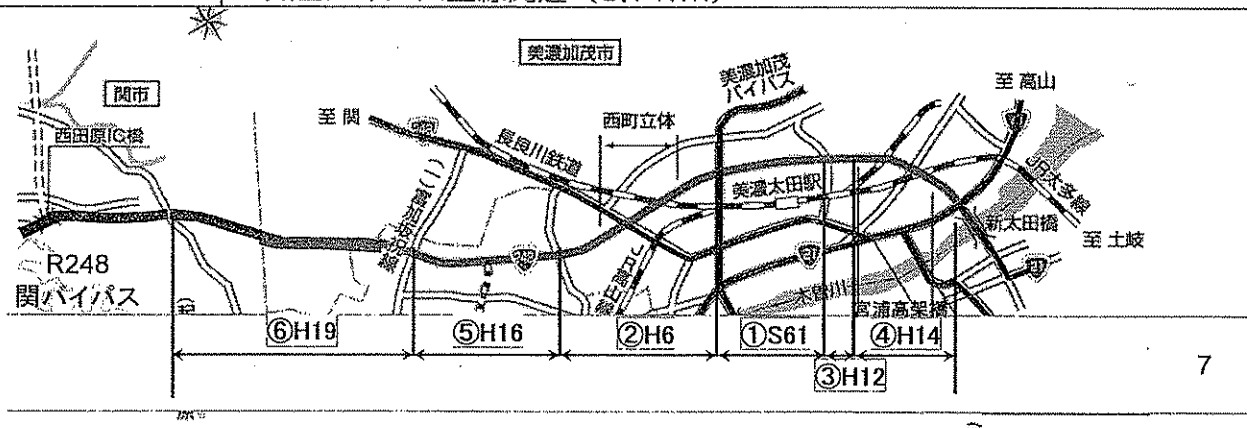 美濃加茂市
関市
西田原IC橋
至 関
長良川鉄道
西町立体
美濃加茂
バイパス
至 高山
41
美濃太田駅
JR太多線
新太田橋
至 土岐
R248
関バイパス
木曽川
宮浦高架橋
⑥H19
⑤H16
②H6
①S61
③H12
④H14
7